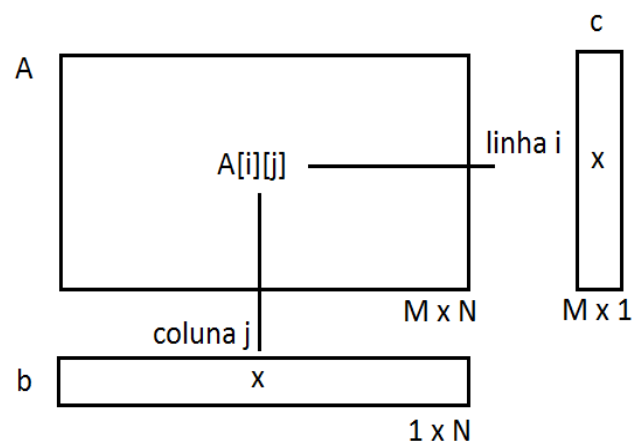 c
A
linha i
A[i][j]
x
M x N
M x 1
coluna j
b
x
1 x N